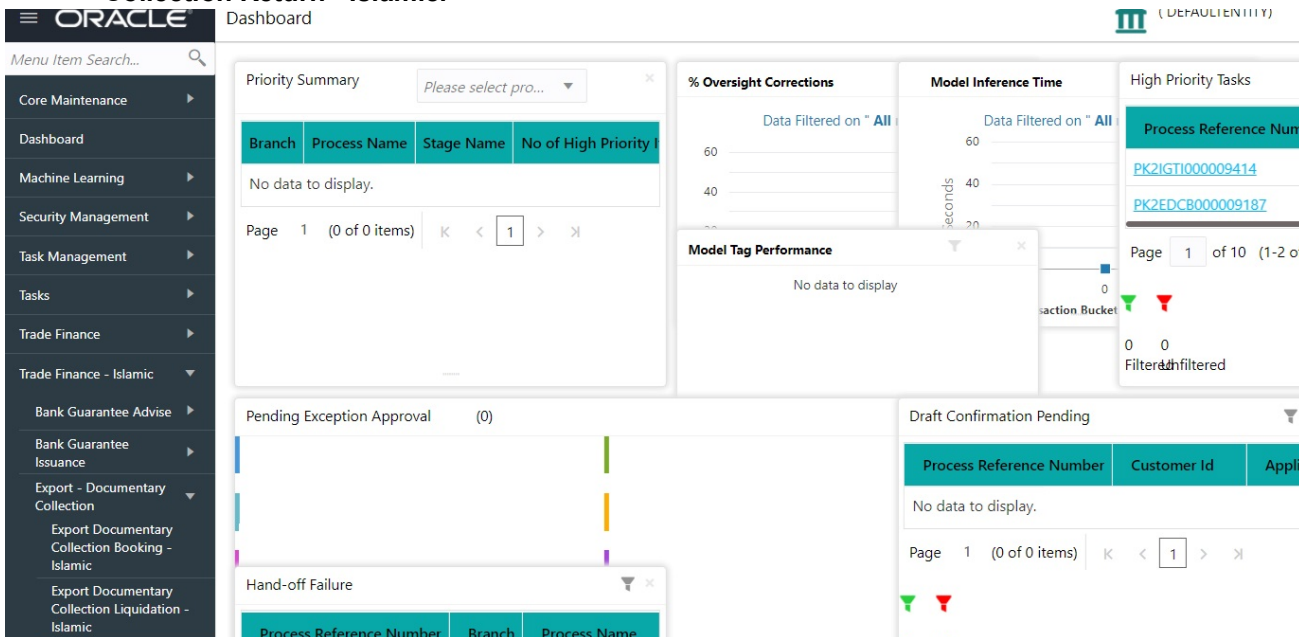 Collection Return - Islamic.
ORACLE
Dashboard
( DEFAULTENTITY)
Menu Item Search...
Core Maintenance
Dashboard
Machine Learning
Security Management
Task Management
Tasks
Trade Finance
Trade Finance - Islamic
Bank Guarantee Advise
Bank Guarantee
Issuance
Export - Documentary
Collection
Export Documentary
Collection Booking -
Islamic
Export Documentary
Collection Liquidation -
Islamic
Priority Summary
Please select pro...
Branch Process Name Stage Name No of High Priority
No data to display.
Page 1 (0 of 0 items) 1
% Oversight Corrections
Data Filtered on " All
60
40
Model Inference Time
Data Filtered on " All
60
40
20
Seconds
0
saction Bucket
Model Tag Performance
No data to display
High Priority Tasks
Process Reference Num
PK2IGTI000009414
PK2EDCB000009187
Page 1 of 10 (1-2 o
0 0
Filtered Unfiltered
Pending Exception Approval (0)
Hand-off Failure
Process Reference Number Branch Process Name
Draft Confirmation Pending
Process Reference Number Customer Id Appli
No data to display.
Page 1 (0 of 0 items) 1